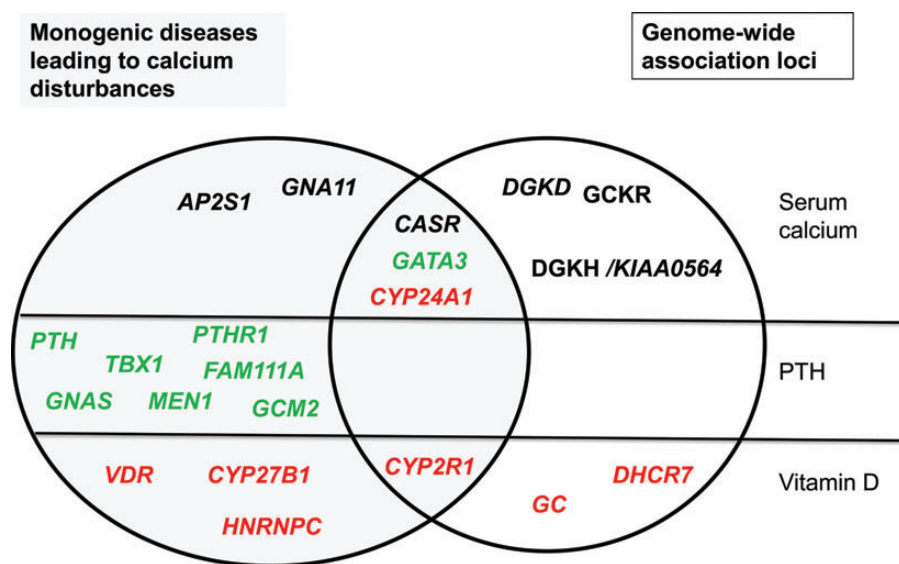 Monogenic diseases
leading to calcium
disturbances
Genome-wide
association loci
AP2S1
GNA11
CASR
GATA3
CYP24A1
DGKD
GCKR
DGKH /KIAA0564
Serum
calcium
PTH
PTHR1
TBX1
FAM111A
GNAS
MEN1
GCM2
PTH
VDR
CYP27B1
HNRNPC
CYP2R1
GC
DHCR7
Vitamin D